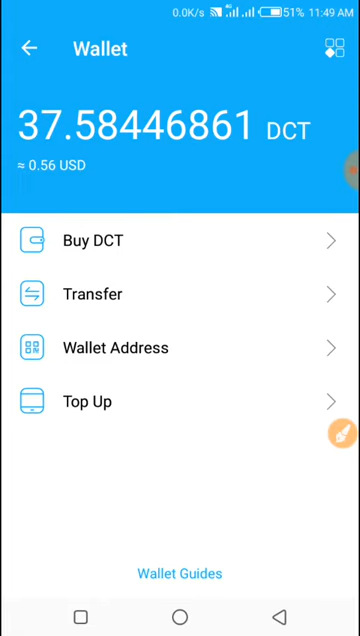 0.0K/s 4G 51% 11:49 AM
Wallet
37.58446861 DCT
≈ 0.56 USD
Buy DCT
Transfer
Wallet Address
Top Up
Wallet Guides